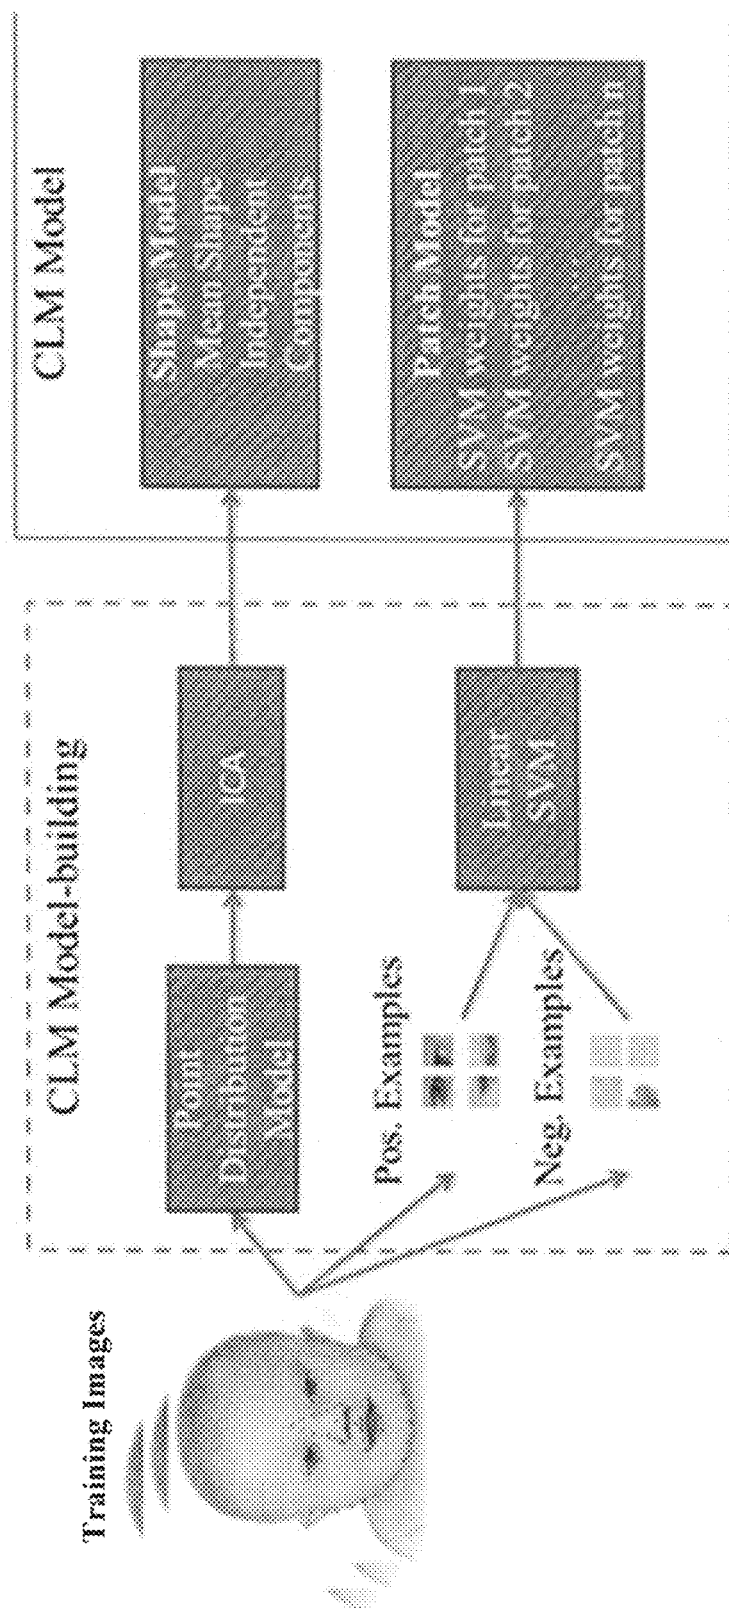 Training Images
CLM Model-building
Point
Distribution
Model
ICA
Pos. Examples
Neg. Examples
Linear
SVM
CLM Model
Shape Model
Mean Shape
Independent
Components
Patch Model
SVM weights for patch 1
SVM weights for patch 2
....
SVM weights for patch n